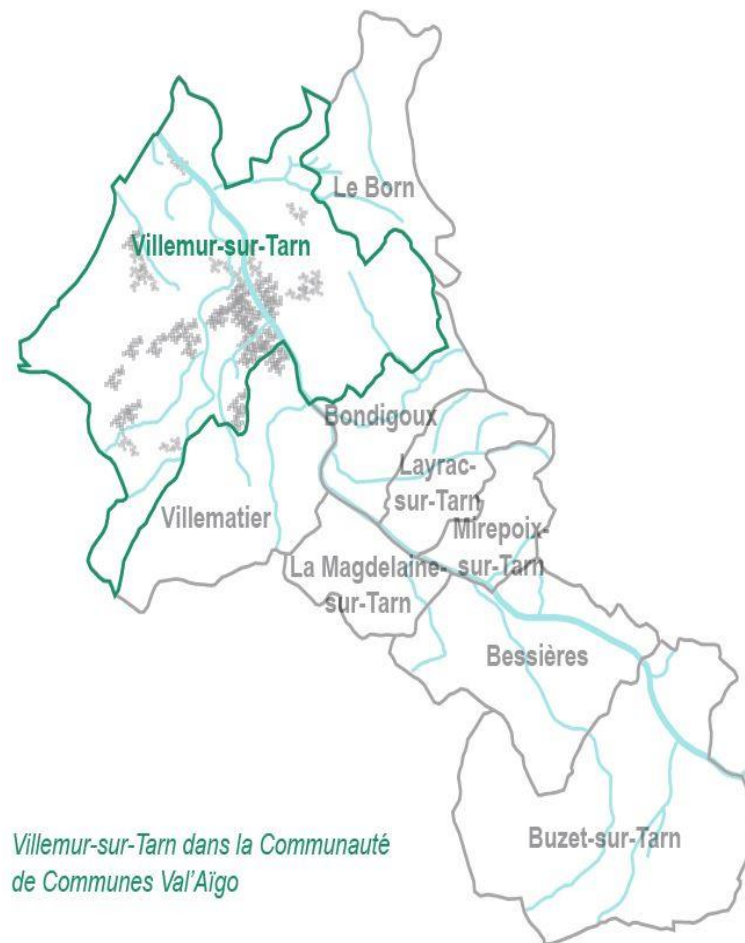 Le Born
Villemur-sur-Tarn
Bondigoux
Layrac-
sur-Tarn
Villematier
Mirepoix-
sur-Tarn
La Magdelaine-
sur-Tarn
Bessières
Buzet-sur-Tarn
Villemur-sur-Tarn dans la Communauté
de Communes Val'Aïgo